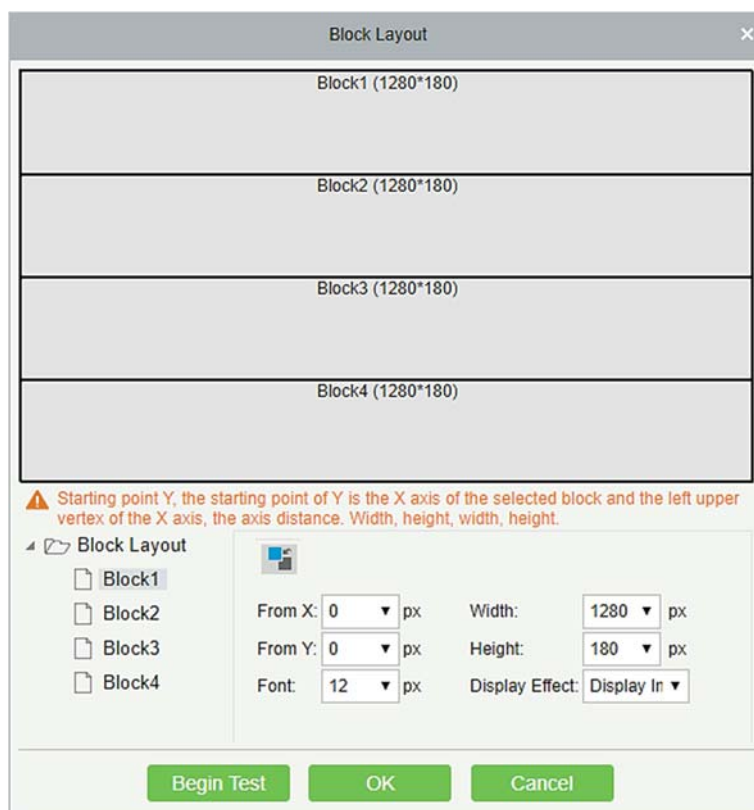 Block Layout
Block1 (1280*180)
Block2 (1280*180)
Block3 (1280*180)
Block4 (1280*180)
Starting point Y, the starting point of Y is the X axis of the selected block and the left upper
vertex of the X axis, the axis distance. Width, height, width, height.
Block Layout
Block1
Block2
Block3
Block4
From X: 0 px Width: 1280 px
From Y: 0 px Height: 180 px
Font: 12 px Display Effect: Display In
Begin Test OK Cancel